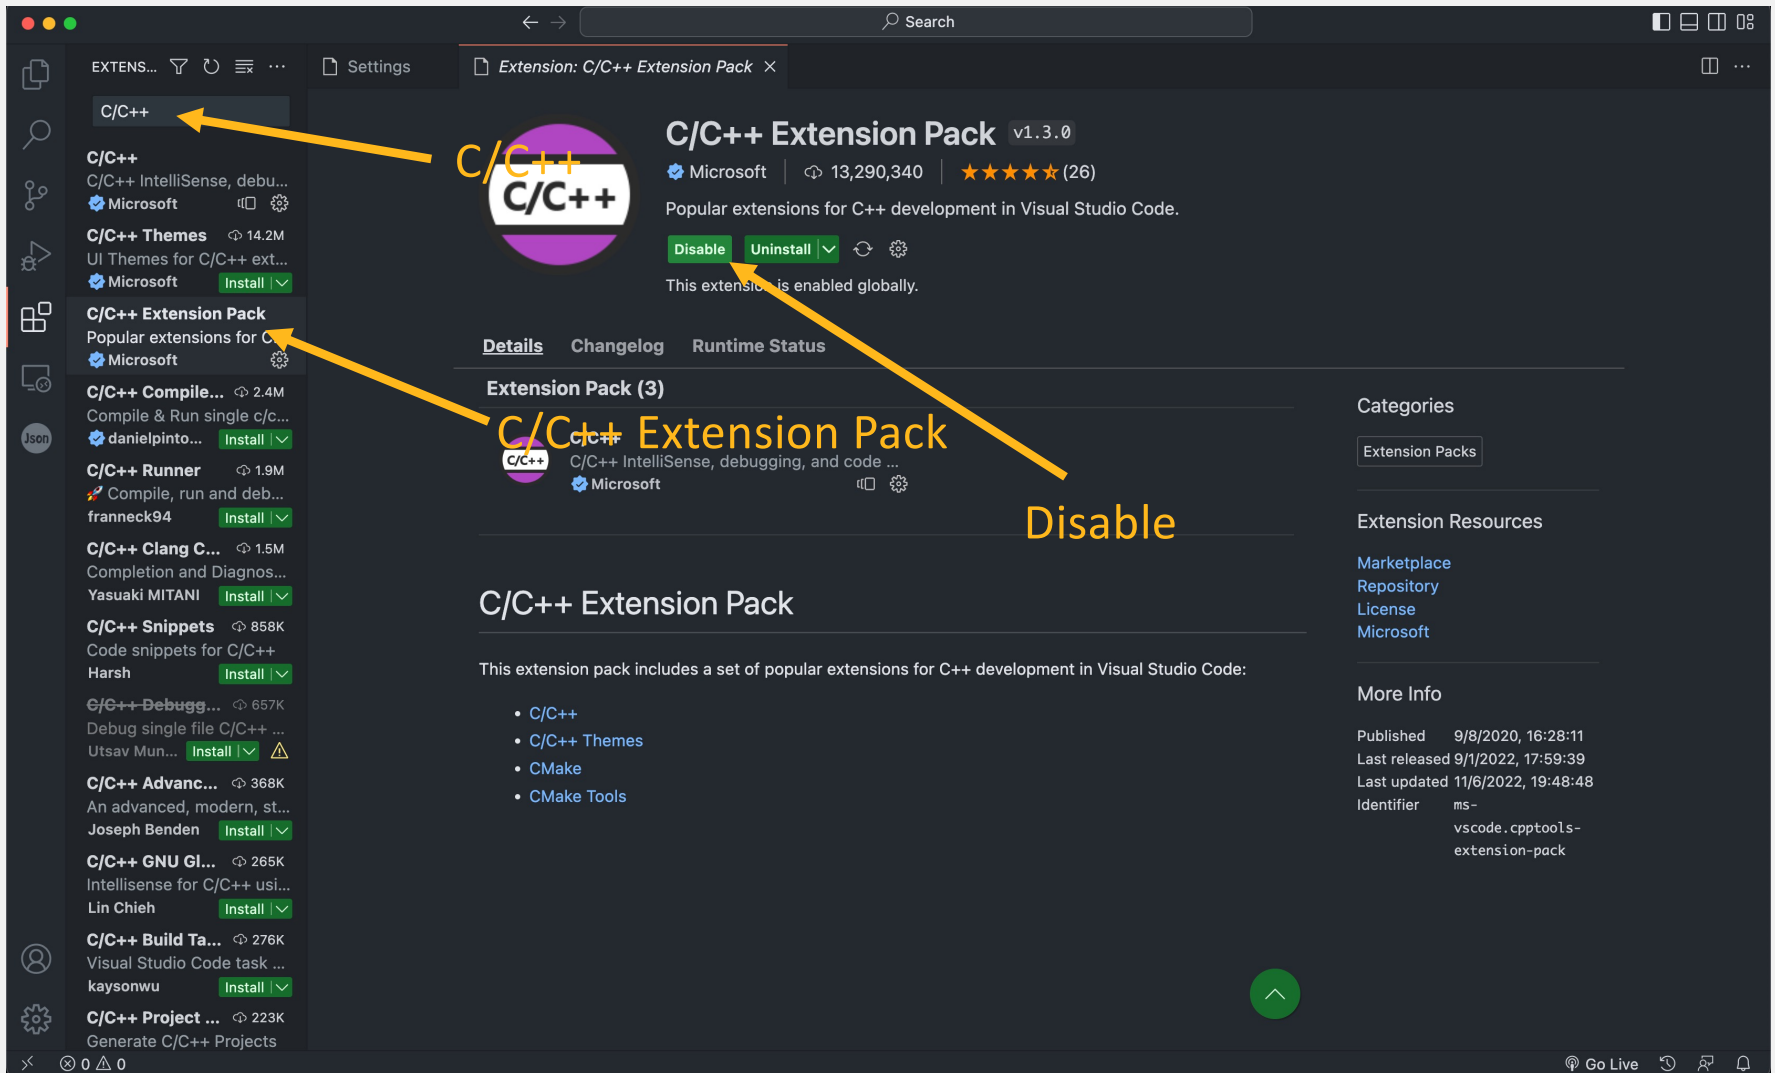 Search
EXTENS...
Settings
Extension: C/C++ Extension Pack
C/C++
C/C++
C/C++ IntelliSense, debu...
Microsoft
C/C++ Themes 14.2M
UI Themes for C/C++ ext...
Microsoft Install
C/C++ Extension Pack
Popular extensions for C
Microsoft
C/C++ Compile... 2.4M
Compile & Run single c/c...
danielpinto... Install
C/C++ Runner 1.9M
🚀 Compile, run and deb...
franneck94 Install
C/C++ Clang C... 1.5M
Completion and Diagnos...
Yasuaki MITANI Install
C/C++ Snippets 858K
Code snippets for C/C++
Harsh Install
C/C++ Debugg... 657K
Debug single file C/C++ ...
Utsav Mun... Install
C/C++ Advanc... 368K
An advanced, modern, st...
Joseph Benden Install
C/C++ GNU Gl... 265K
Intellisense for C/C++ usi...
Lin Chieh Install
C/C++ Build Ta... 276K
Visual Studio Code task ...
kaysonwu Install
C/C++ Project ... 223K
Generate C/C++ Projects
Json
C/C++
C/C++
C/C++ Extension Pack v1.3.0
Microsoft 13,290,340 (26)
Popular extensions for C++ development in Visual Studio Code.
Disable Uninstall
This extension is enabled globally.
Details Changelog Runtime Status
Extension Pack (3)
C/C++ Extension Pack
C/C++
C/C++
C/C++ IntelliSense, debugging, and code ...
Microsoft
Disable
C/C++ Extension Pack
This extension pack includes a set of popular extensions for C++ development in Visual Studio Code:
• C/C++
• C/C++ Themes
• CMake
• CMake Tools
Categories
Extension Packs
Extension Resources
Marketplace
Repository
License
Microsoft
More Info
Published 9/8/2020, 16:28:11
Last released 9/1/2022, 17:59:39
Last updated 11/6/2022, 19:48:48
Identifier ms-
vscode.cpptools-
extension-pack
0 0
Go Live